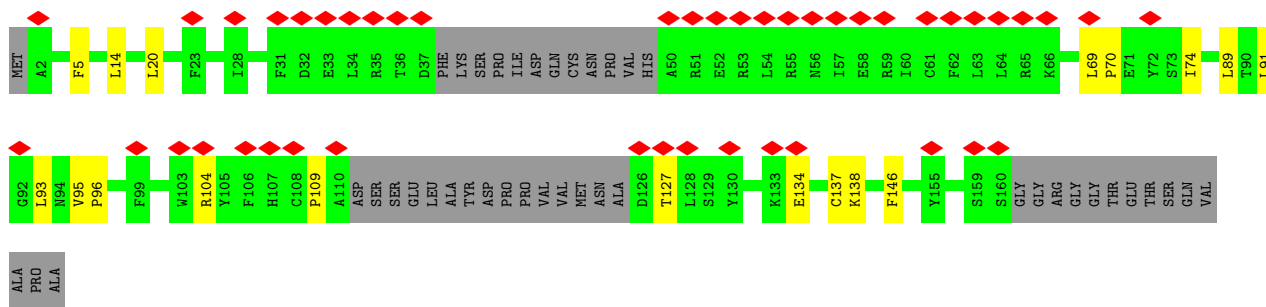 MET A2 F5 L14 L20 F23 I28 F31 D32 E33 L34 R35 T36 D37 PHE LYS SER PRO ILE ASP GLN CYS ASN PRO VAL HIS A50 R51 E52 R53 L54 R55 N56 I57 E58 R59 I60 C61 F62 L63 L64 R65 K66 L69 P70 E71 Y72 S73 I74 L89 T90 L91
G92 L93 N94 V95 P96 F99 W103 R104 Y105 F106 H107 C108 P109 A110 ASP SER SER GLU LEU ALA TYR ASP PRO PRO VAL VAL MET ASN ALA D126 T127 L128 S129 Y130 K133 E134 C137 K138 F146 Y155 S159 S160 GLY GLY ARG GLY GLY THR GLU THR SER GLN VAL
ALA PRO ALA